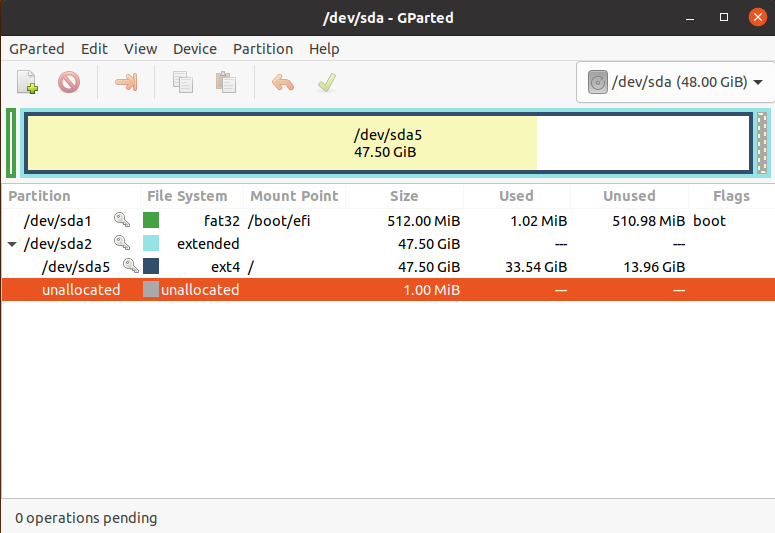 /dev/sda - GParted
GParted Edit View Device Partition Help
/dev/sda (48.00 GiB)
/dev/sda5
47.50 GiB
Partition File System Mount Point Size Used Unused Flags
/dev/sda1 fat32 /boot/efi 512.00 MiB 1.02 MiB 510.98 MiB boot
/dev/sda2 extended 47.50 GiB --- ---
/dev/sda5 ext4 / 47.50 GiB 33.54 GiB 13.96 GiB
unallocated unallocated 1.00 MiB --- ---
0 operations pending